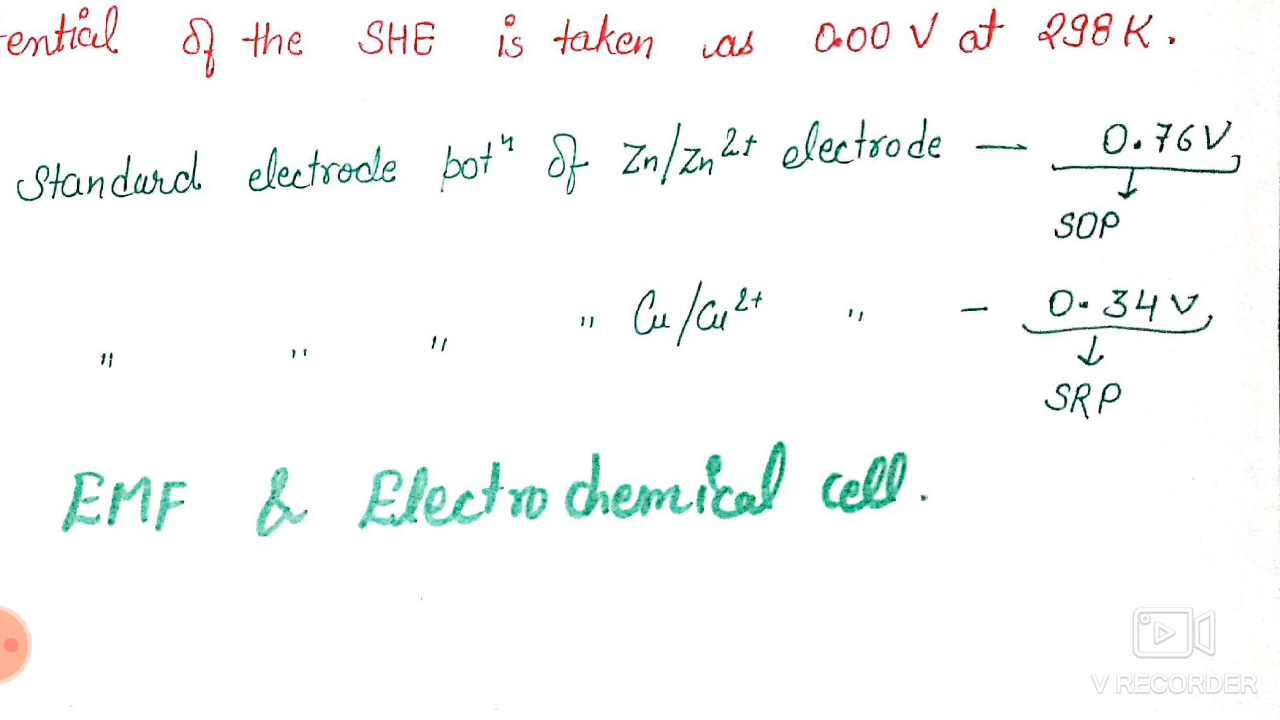 ential of the SHE is taken as 0.00 V at 298 K.
Standard electrode potⁿ of Zn/Zn²⁺ electrode — 0.76V,
↓
SOP
" " " " Cu/Cu²⁺ " - 0.34 V,
↓
SRP
EMF & Electrochemical cell.
V RECORDER